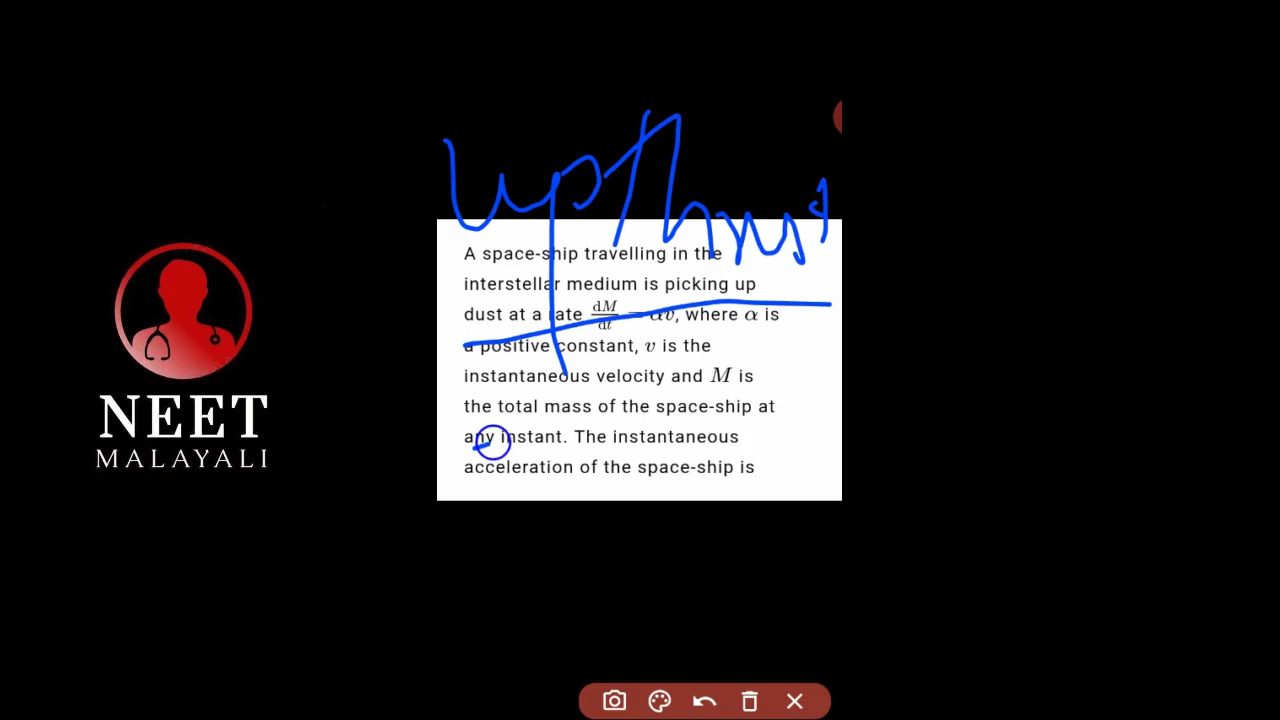 upthrust
A space-ship travelling in the
interstellar medium is picking up
dust at a rate dM/dt = αv, where α is
a positive constant, v is the
instantaneous velocity and M is
the total mass of the space-ship at
any instant. The instantaneous
acceleration of the space-ship is
NEET
MALAYALI